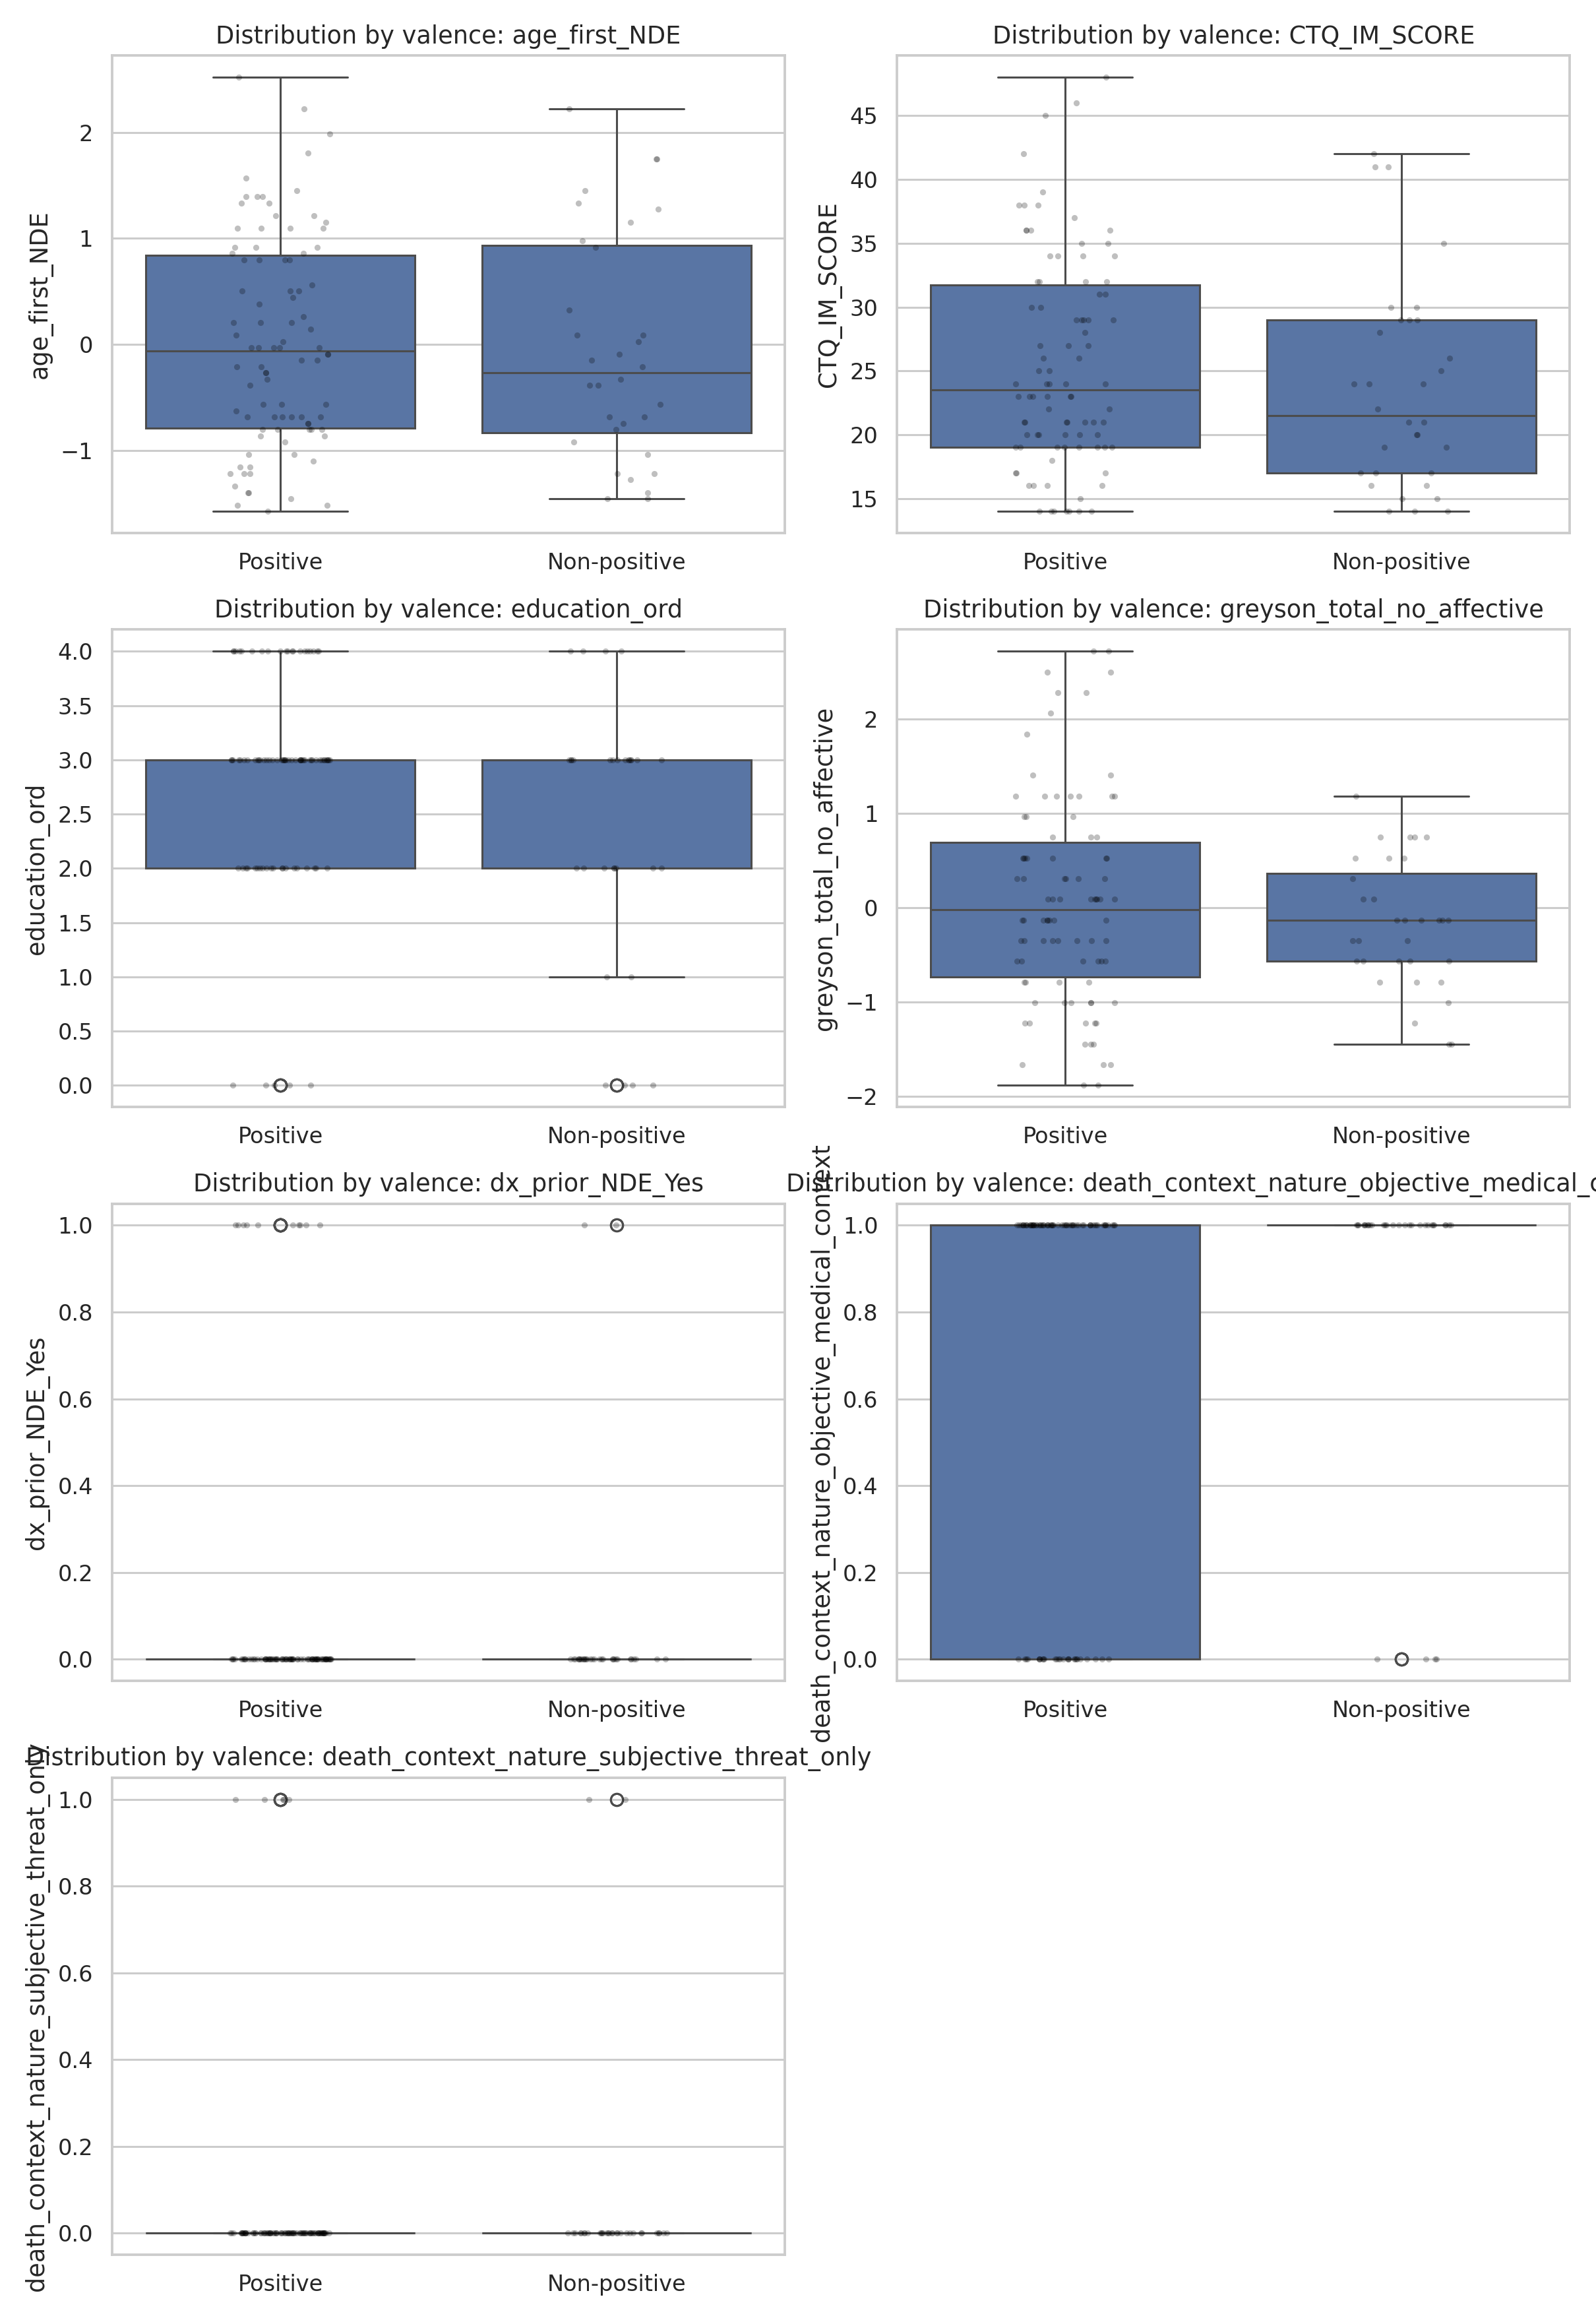 Distribution by valence: age_first_NDE
age_first_NDE
2
1
0
−1
Positive
Non-positive
Distribution by valence: CTQ_IM_SCORE
CTQ_IM_SCORE
45
40
35
30
25
20
15
Positive
Non-positive
Distribution by valence: education_ord
education_ord
4.0
3.5
3.0
2.5
2.0
1.5
1.0
0.5
0.0
Positive
Non-positive
Distribution by valence: greyson_total_no_affective
greyson_total_no_affective
2
1
0
−1
−2
Positive
Non-positive
Distribution by valence: dx_prior_NDE_Yes
dx_prior_NDE_Yes
1.0
0.8
0.6
0.4
0.2
0.0
Positive
Non-positive
Distribution by valence: death_context_nature_objective_medical_c
death_context_nature_objective_medical_context
1.0
0.8
0.6
0.4
0.2
0.0
Positive
Non-positive
Distribution by valence: death_context_nature_subjective_threat_only
death_context_nature_subjective_threat_only
1.0
0.8
0.6
0.4
0.2
0.0
Positive
Non-positive